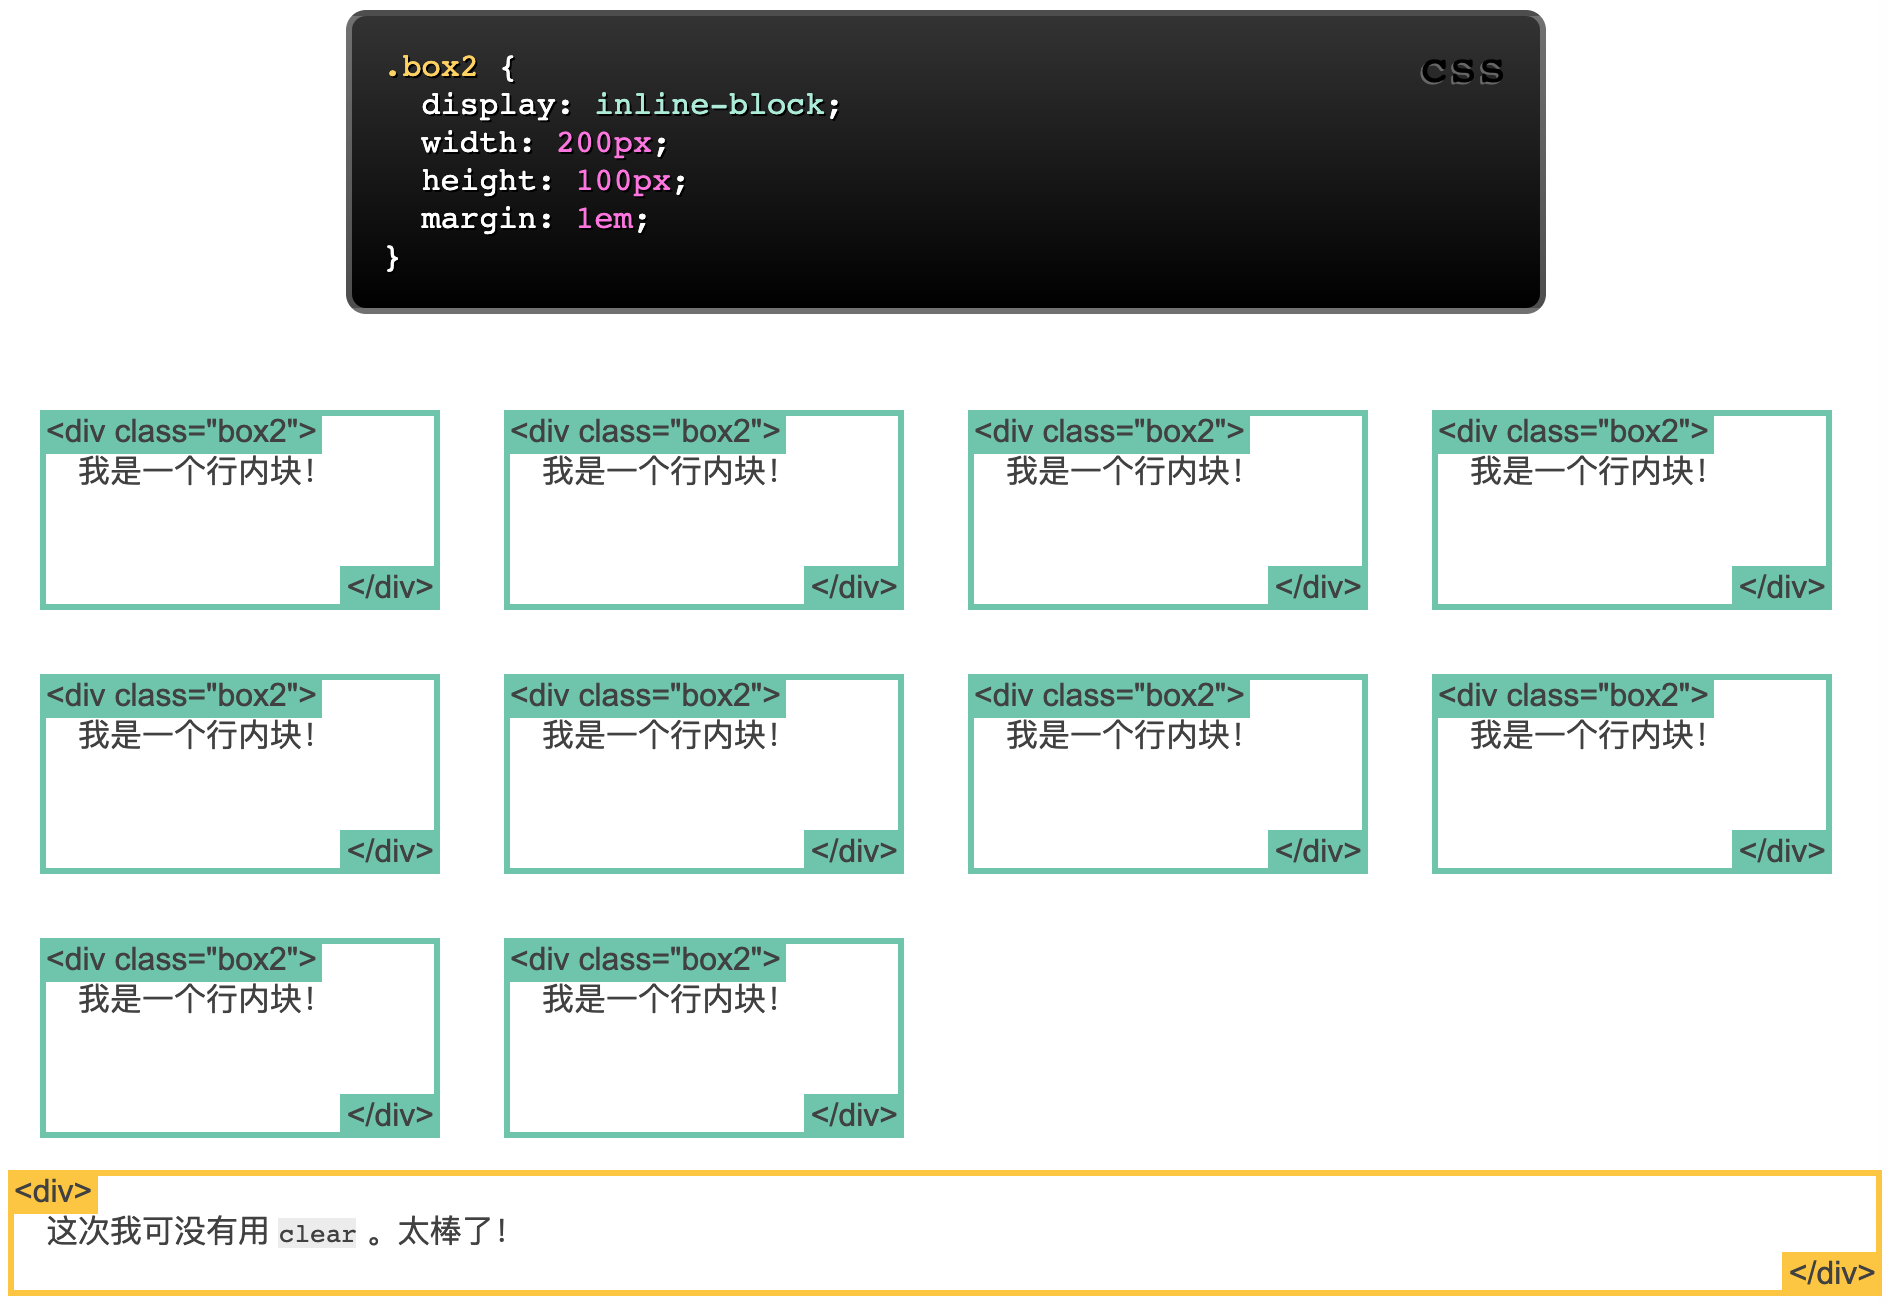 .box2 {
CSS
display: inline-block;
width: 200px;
height: 100px;
margin: 1em;
}
<div class="box2"> <div class="box2"> <div class="box2"> <div class="box2">
我是一个行内块！ 我是一个行内块！ 我是一个行内块！ 我是一个行内块！
</div> </div> </div> </div>
<div class="box2"> <div class="box2"> <div class="box2"> <div class="box2">
我是一个行内块！ 我是一个行内块！ 我是一个行内块！ 我是一个行内块！
</div> </div> </div> </div>
<div class="box2"> <div class="box2">
我是一个行内块！ 我是一个行内块！
</div> </div>
<div>
这次我可没有用 clear 。太棒了！
</div>